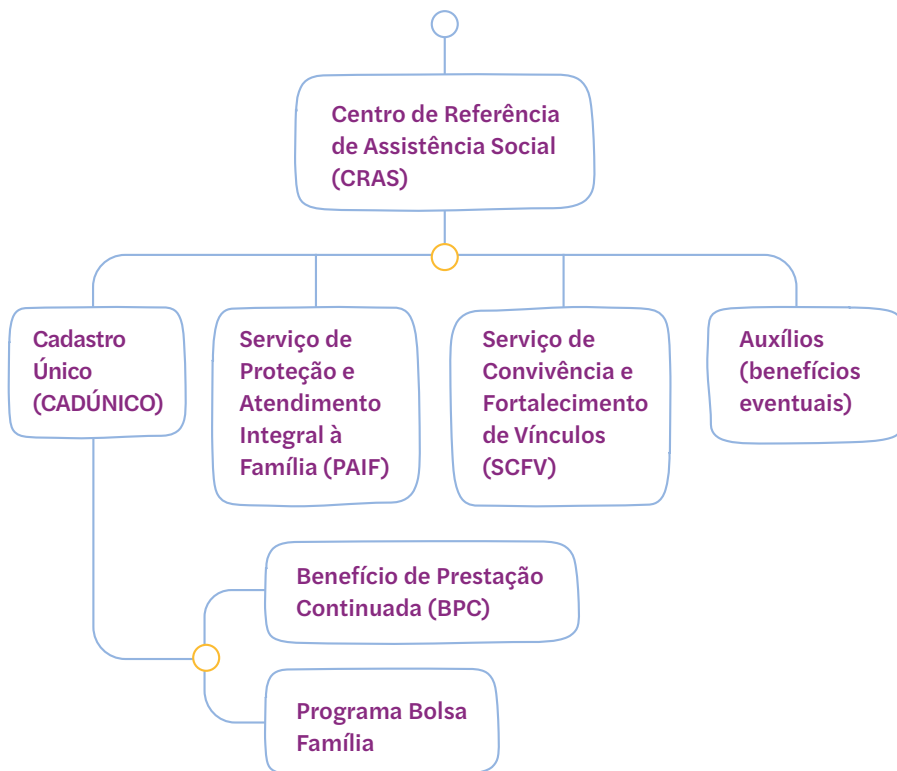 Centro de Referência
de Assistência Social
(CRAS)
Cadastro
Único
(CADÚNICO)
Serviço de
Proteção e
Atendimento
Integral à
Família (PAIF)
Serviço de
Convivência e
Fortalecimento
de Vínculos
(SCFV)
Auxílios
(benefícios
eventuais)
Benefício de Prestação
Continuada (BPC)
Programa Bolsa
Família